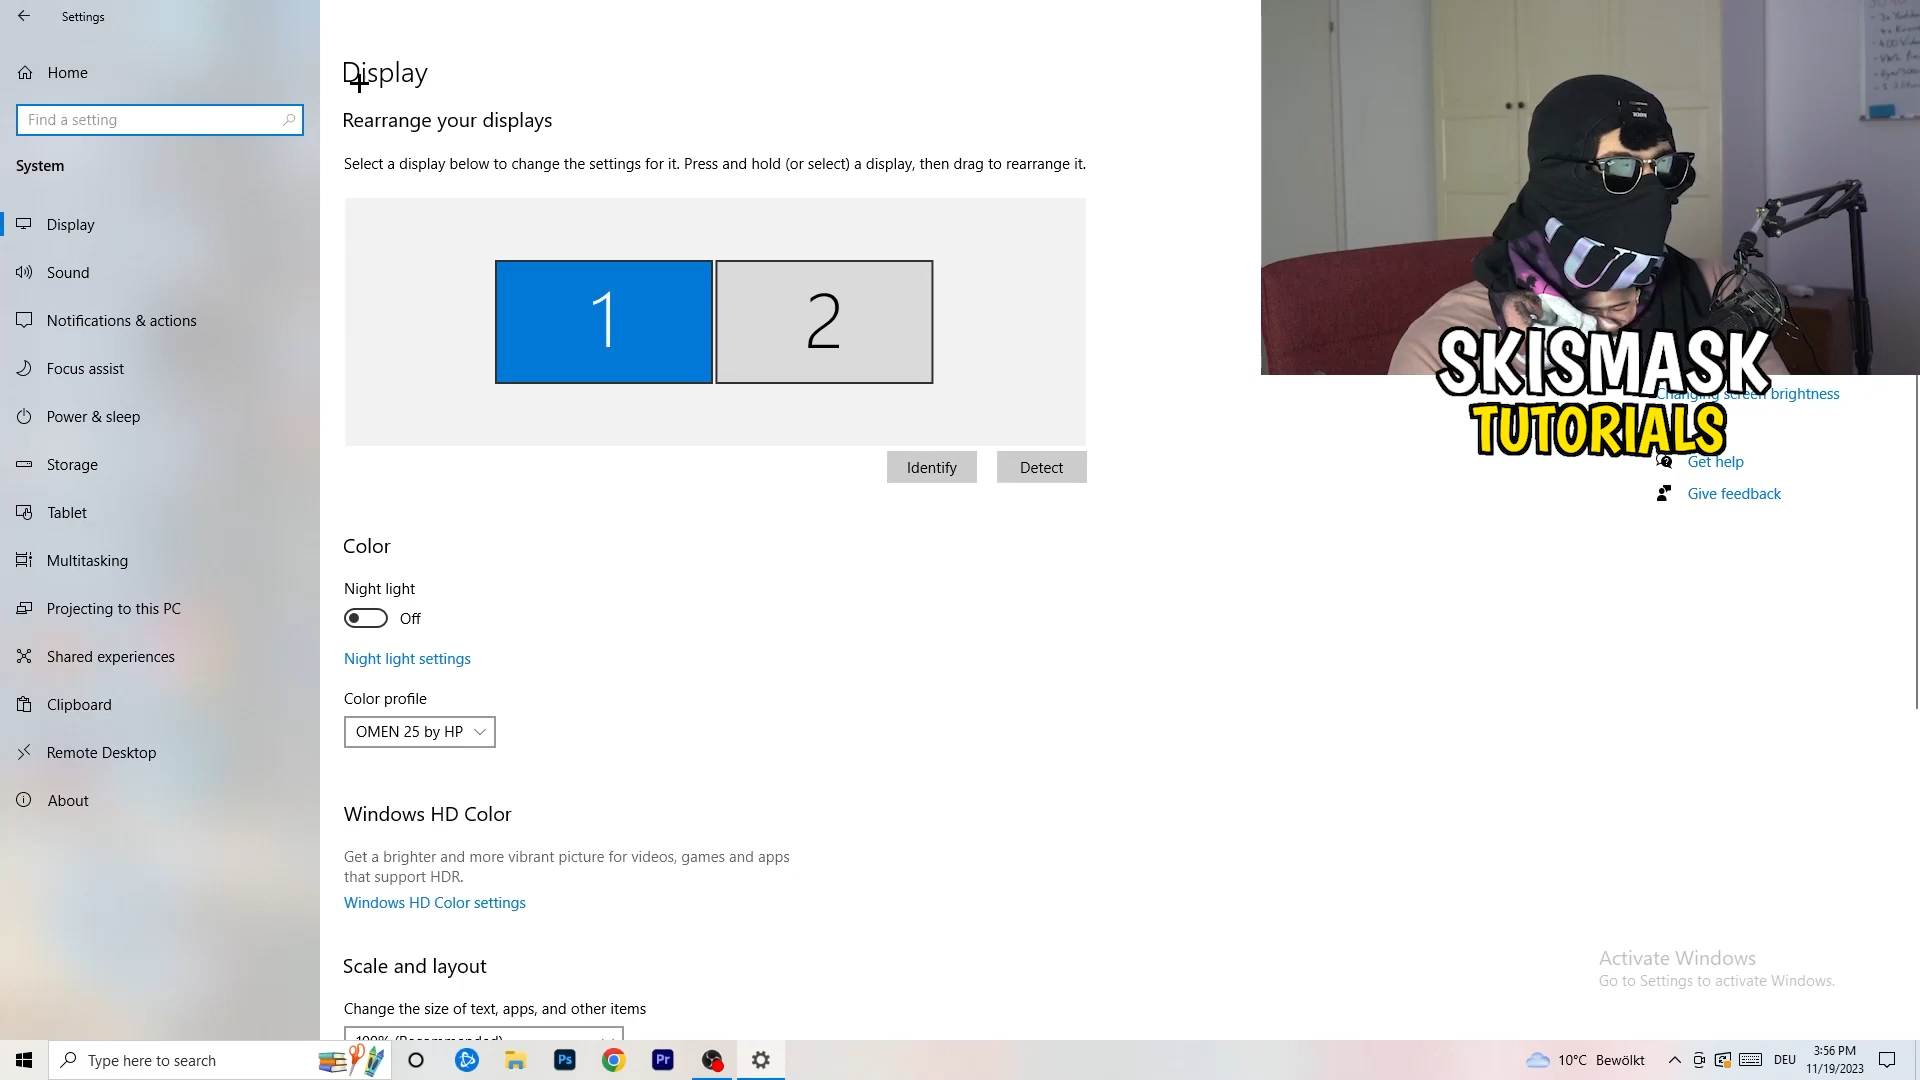 Settings
Home
Find a setting
System
Display
Sound
Notifications & actions
Focus assist
Power & sleep
Storage
Tablet
Multitasking
Projecting to this PC
Shared experiences
Clipboard
Remote Desktop
About
Display
Rearrange your displays
Select a display below to change the settings for it. Press and hold (or select) a display, then drag to rearrange it.
1
2
Identify
Detect
Color
Night light
Off
Night light settings
Color profile
OMEN 25 by HP
Windows HD Color
Get a brighter and more vibrant picture for videos, games and apps
that support HDR.
Windows HD Color settings
Scale and layout
Change the size of text, apps, and other items
100% (Recommended)
SKISMASK
TUTORIALS
Changing screen brightness
Get help
Give feedback
Activate Windows
Go to Settings to activate Windows.
Type here to search
Ps
Pr
10°C Bewölkt
DEU
3:56 PM
11/19/2023